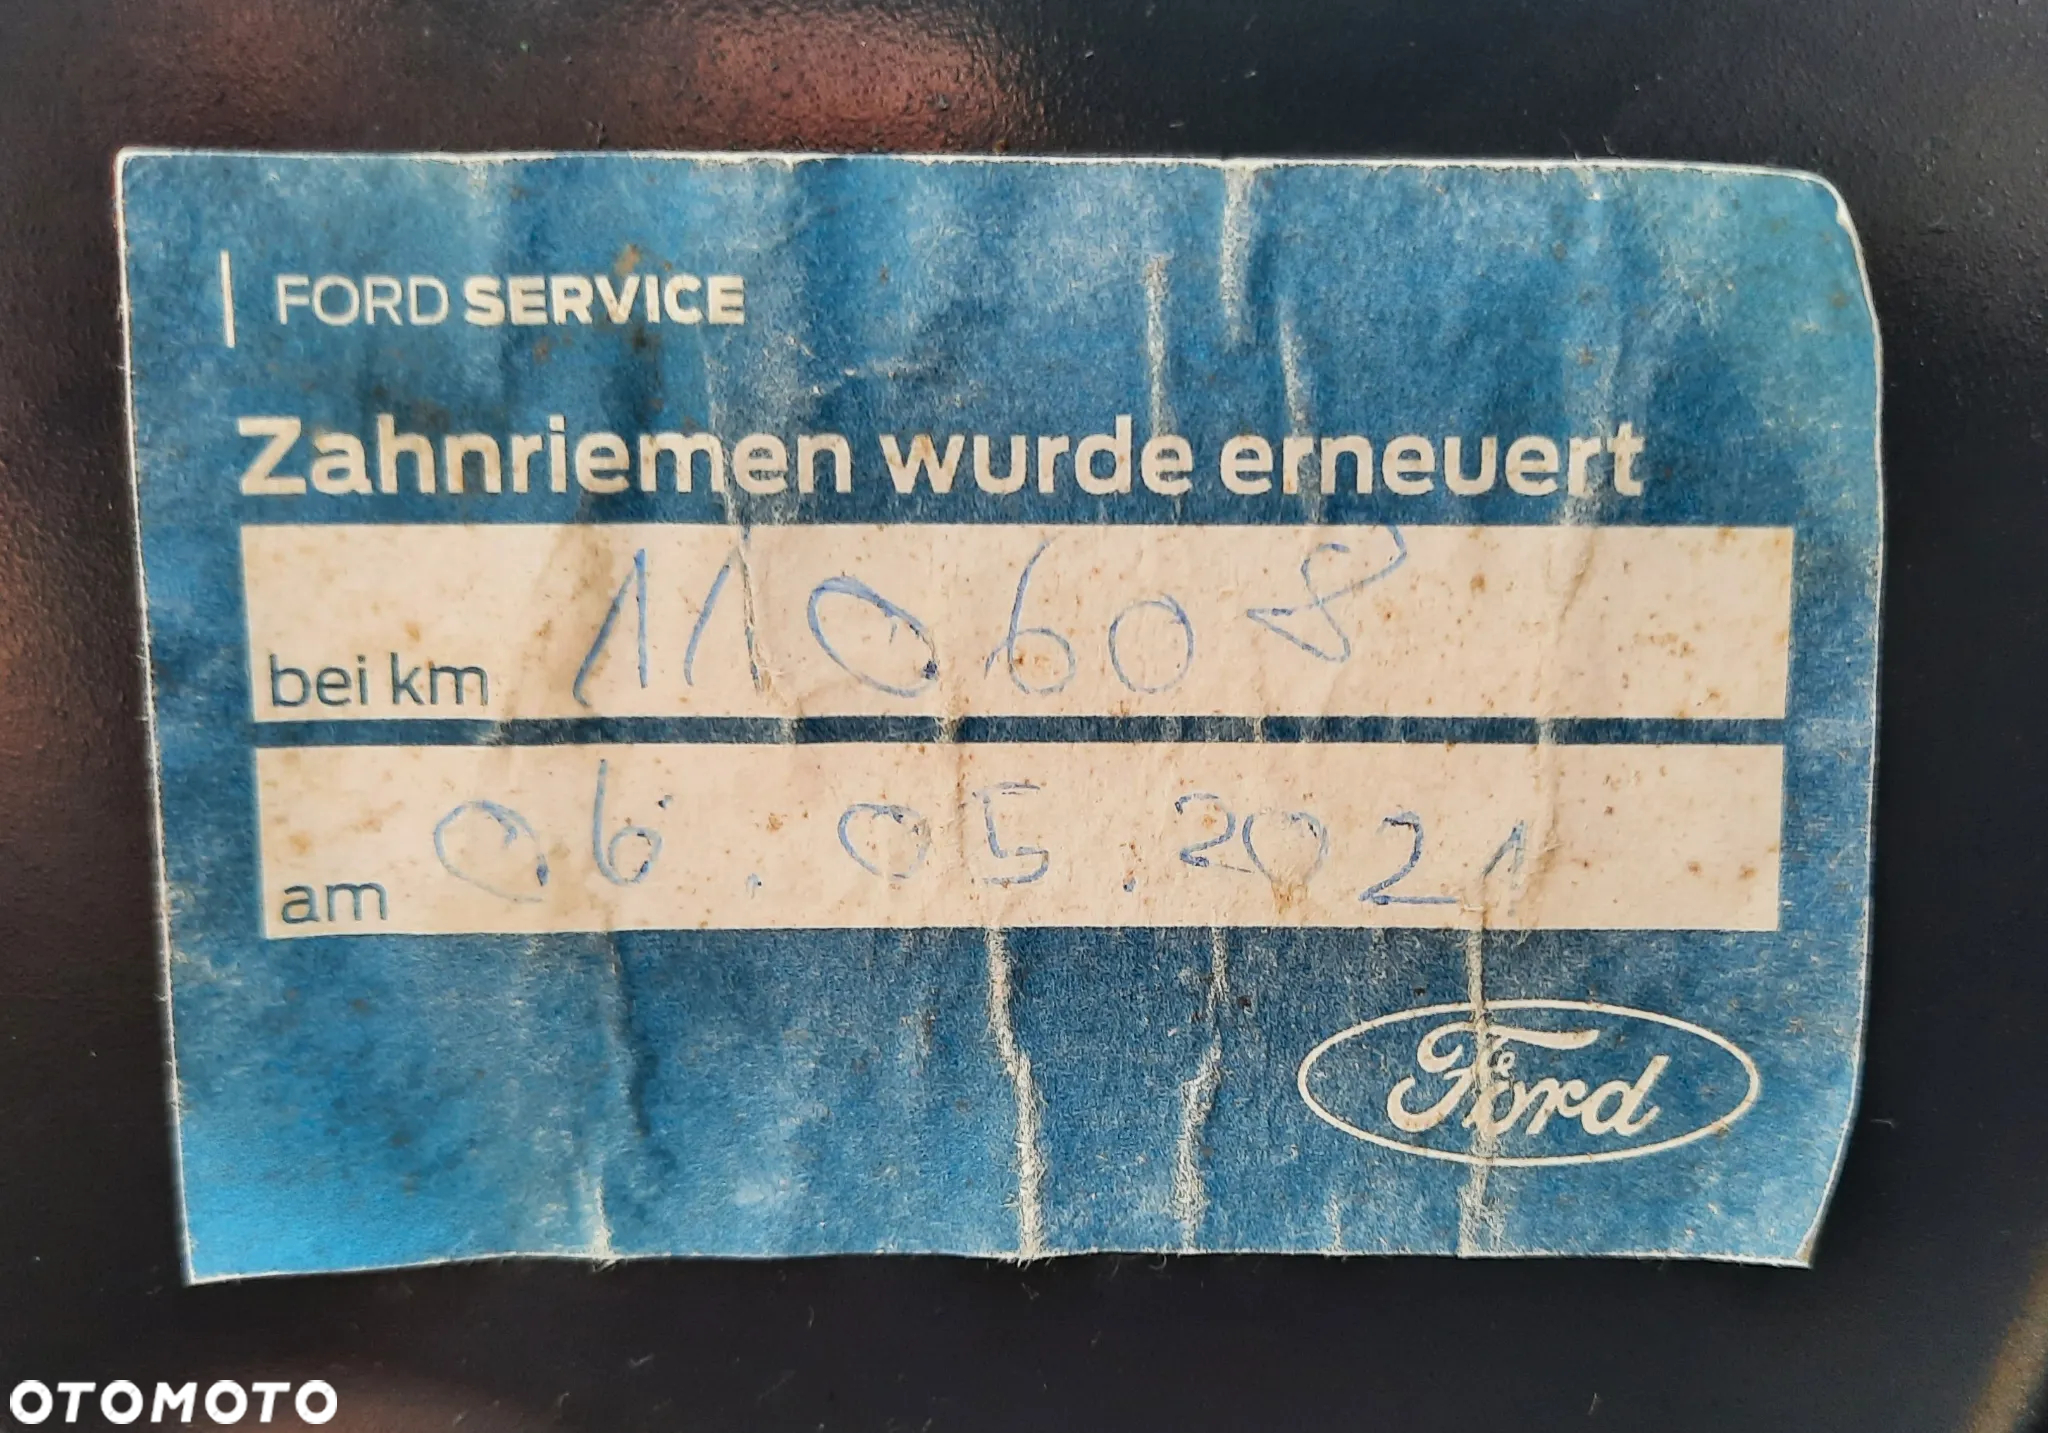 FORD SERVICE
Zahnriemen wurde erneuert
bei km 110608
am 06.05.2021
Ford
OTOMOTO